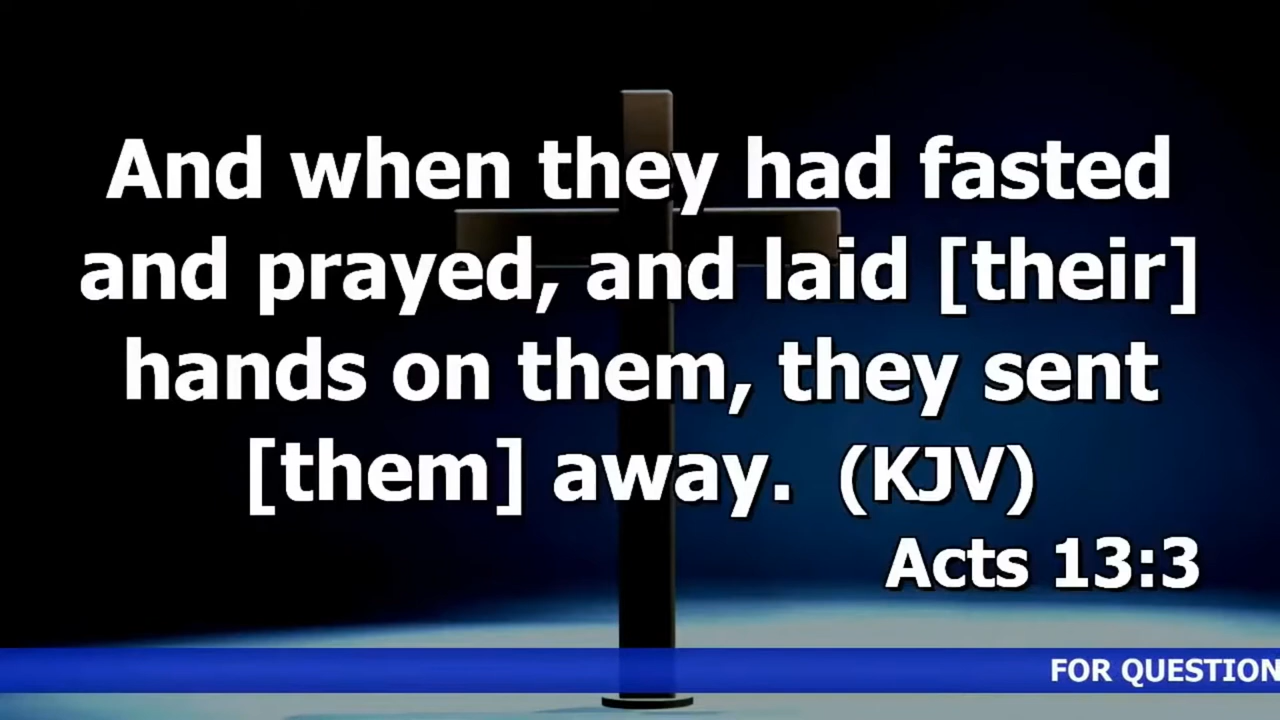 And when they had fasted
and prayed, and laid [their]
hands on them, they sent
[them] away. (KJV)
Acts 13:3
FOR QUESTION